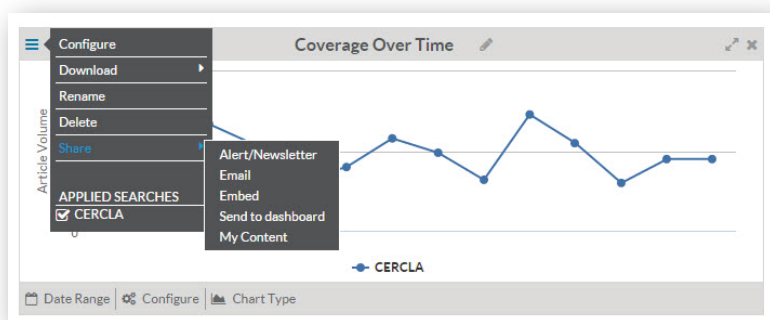 Coverage Over Time
Configure
Download
Rename
Delete
Share
APPLIED SEARCHES
CERCLA
Alert/Newsletter
Email
Embed
Send to dashboard
My Content
Article Volume
0
CERCLA
Date Range
Configure
Chart Type